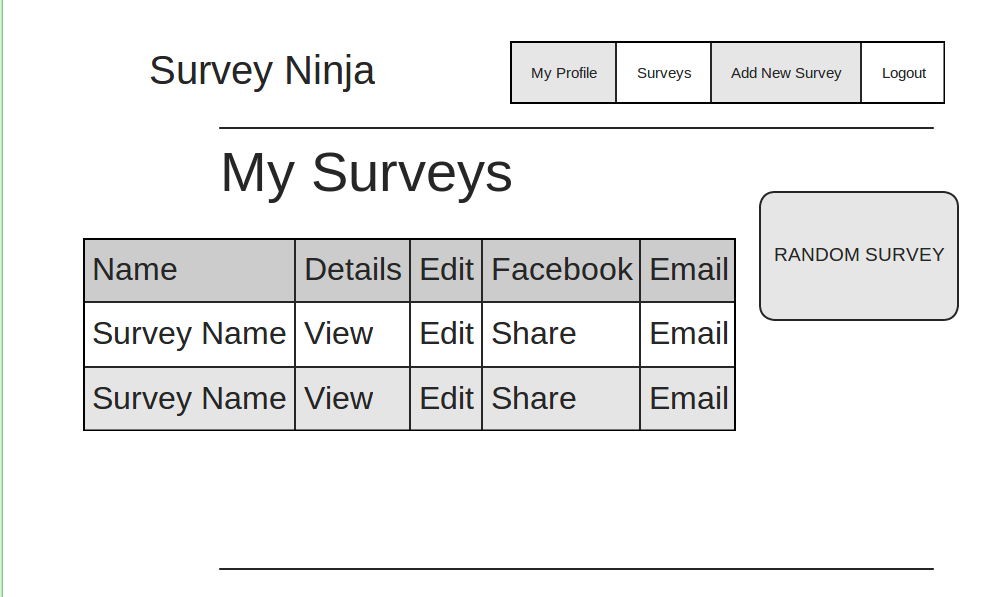 Survey Ninja
My Profile Surveys Add New Survey Logout
My Surveys
RANDOM SURVEY
Name Details Edit Facebook Email
Survey Name View Edit Share Email
Survey Name View Edit Share Email